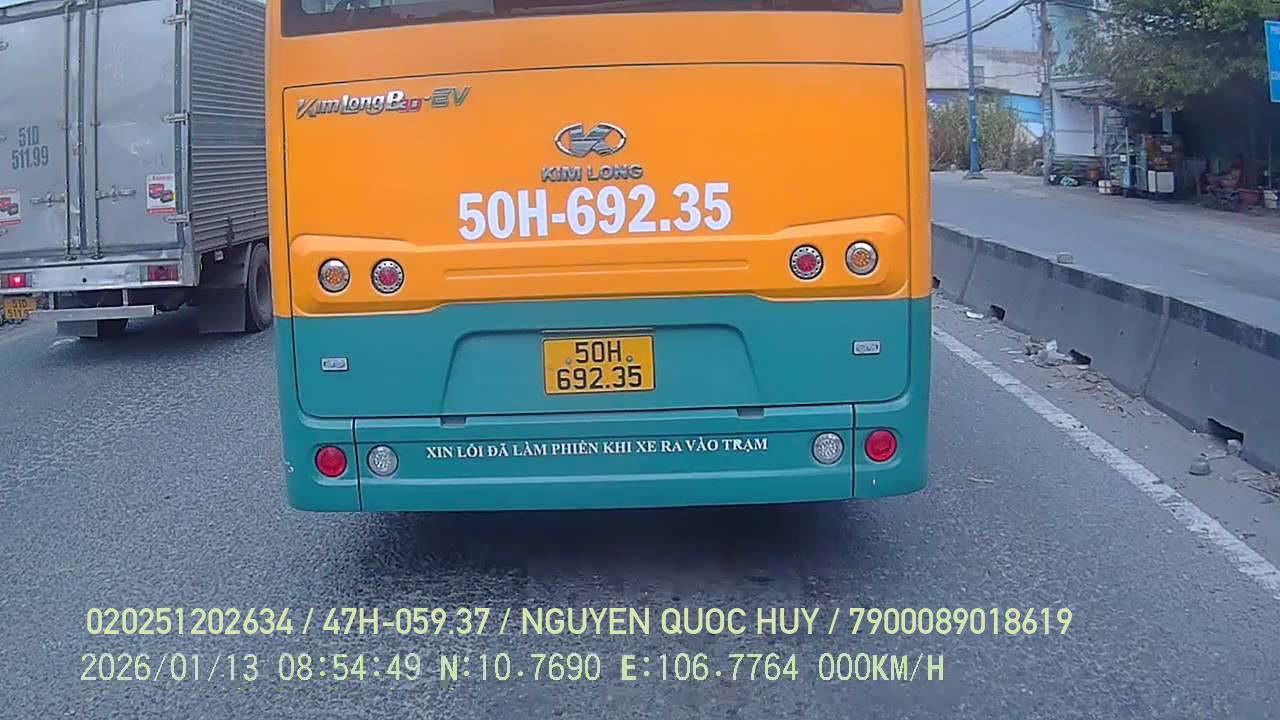 51D
511.99
KIMLONG B30-EV
KIM LONG
50H-692.35
51D
50H
692.35
XIN LỖI ĐÃ LÀM PHIỀN KHI XE RA VÀO TRẠM
020251202634 / 47H-059.37 / NGUYEN QUOC HUY / 7900089018619
2026/01/13 08:54:49 N:10.7690 E:106.7764 000KM/H